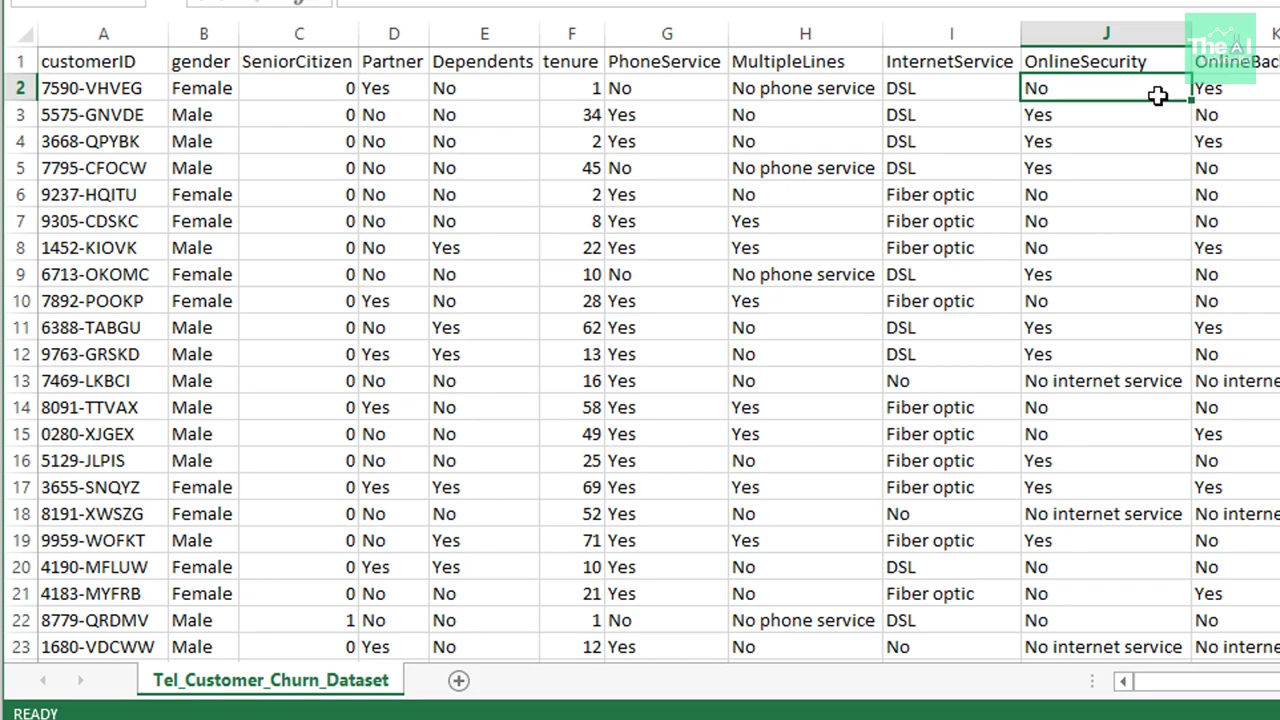 A B C D E F G H I J K
1 customerID gender SeniorCitizen Partner Dependents tenure PhoneService MultipleLines InternetService OnlineSecurity OnlineBac
2 7590-VHVEG Female 0 Yes No 1 No No phone service DSL No Yes
3 5575-GNVDE Male 0 No No 34 Yes No DSL Yes No
4 3668-QPYBK Male 0 No No 2 Yes No DSL Yes Yes
5 7795-CFOCW Male 0 No No 45 No No phone service DSL Yes No
6 9237-HQITU Female 0 No No 2 Yes No Fiber optic No No
7 9305-CDSKC Female 0 No No 8 Yes Yes Fiber optic No No
8 1452-KIOVK Male 0 No Yes 22 Yes Yes Fiber optic No Yes
9 6713-OKOMC Female 0 No No 10 No No phone service DSL Yes No
10 7892-POOKP Female 0 Yes No 28 Yes Yes Fiber optic No No
11 6388-TABGU Male 0 No Yes 62 Yes No DSL Yes Yes
12 9763-GRSKD Male 0 Yes Yes 13 Yes No DSL Yes No
13 7469-LKBCI Male 0 No No 16 Yes No No No internet service No interne
14 8091-TTVAX Male 0 Yes No 58 Yes Yes Fiber optic No No
15 0280-XJGEX Male 0 No No 49 Yes Yes Fiber optic No Yes
16 5129-JLPIS Male 0 No No 25 Yes No Fiber optic Yes No
17 3655-SNQYZ Female 0 Yes Yes 69 Yes Yes Fiber optic Yes Yes
18 8191-XWSZG Female 0 No No 52 Yes No No No internet service No interne
19 9959-WOFKT Male 0 No Yes 71 Yes Yes Fiber optic Yes No
20 4190-MFLUW Female 0 Yes Yes 10 Yes No DSL No No
21 4183-MYFRB Female 0 No No 21 Yes No Fiber optic No Yes
22 8779-QRDMV Male 1 No No 1 No No phone service DSL No No
23 1680-VDCWW Male 0 Yes No 12 Yes No No No internet service No interne
Tel_Customer_Churn_Dataset
READY